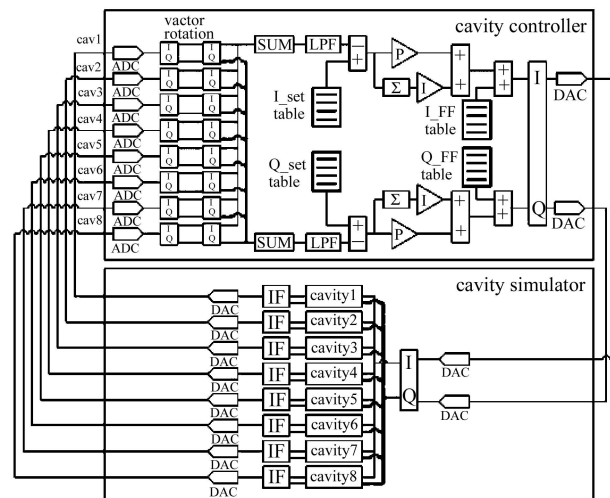 vactor
rotation
cavity controller
cav1
ADC
I
Q
I
Q
SUM
LPF
−
+
P
+
+
+
+
cav2
ADC
I
Q
I
Q
Σ
I
I
DAC
cav3
ADC
I
Q
I
Q
I_set
table
I_FF
table
cav4
ADC
I
Q
I
Q
cav5
ADC
I
Q
I
Q
Q_set
table
Q_FF
table
cav6
ADC
I
Q
I
Q
cav7
ADC
I
Q
I
Q
Σ
I
+
+
+
+
Q
DAC
cav8
ADC
I
Q
I
Q
SUM
LPF
+
−
P
cavity simulator
DAC
IF
cavity1
DAC
IF
cavity2
DAC
IF
cavity3
I
DAC
DAC
IF
cavity4
DAC
IF
cavity5
Q
DAC
DAC
IF
cavity6
DAC
IF
cavity7
DAC
IF
cavity8